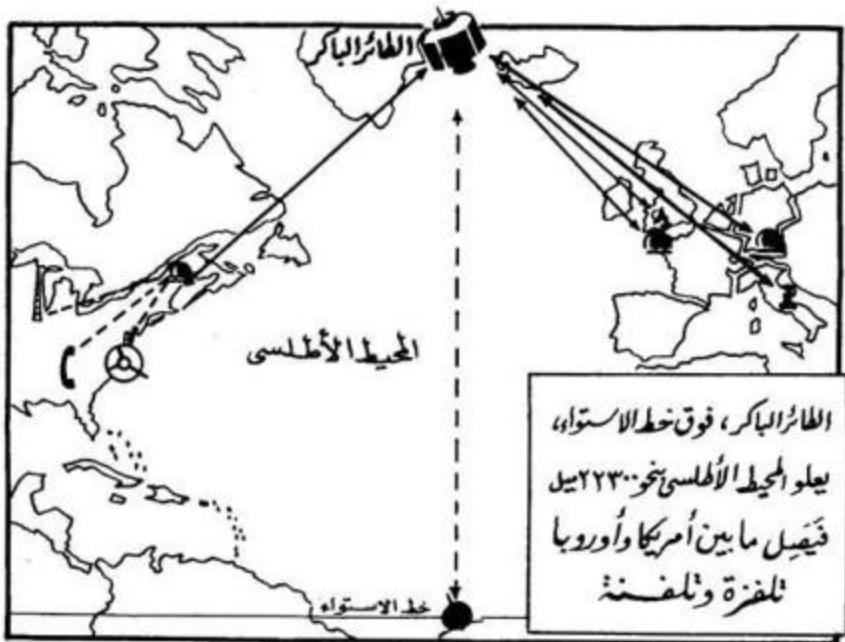 الطائر الباكر
المحيط الأطلسى
خط الاستواء
الطائر الباكر، فوق خط الاستواء،
يعلو المحيط الأطلسى بنحو ٢٢٣٠٠ ميل
فَيَصِل ما بين أمريكا وأوروبا
تلفزة وتلفنة